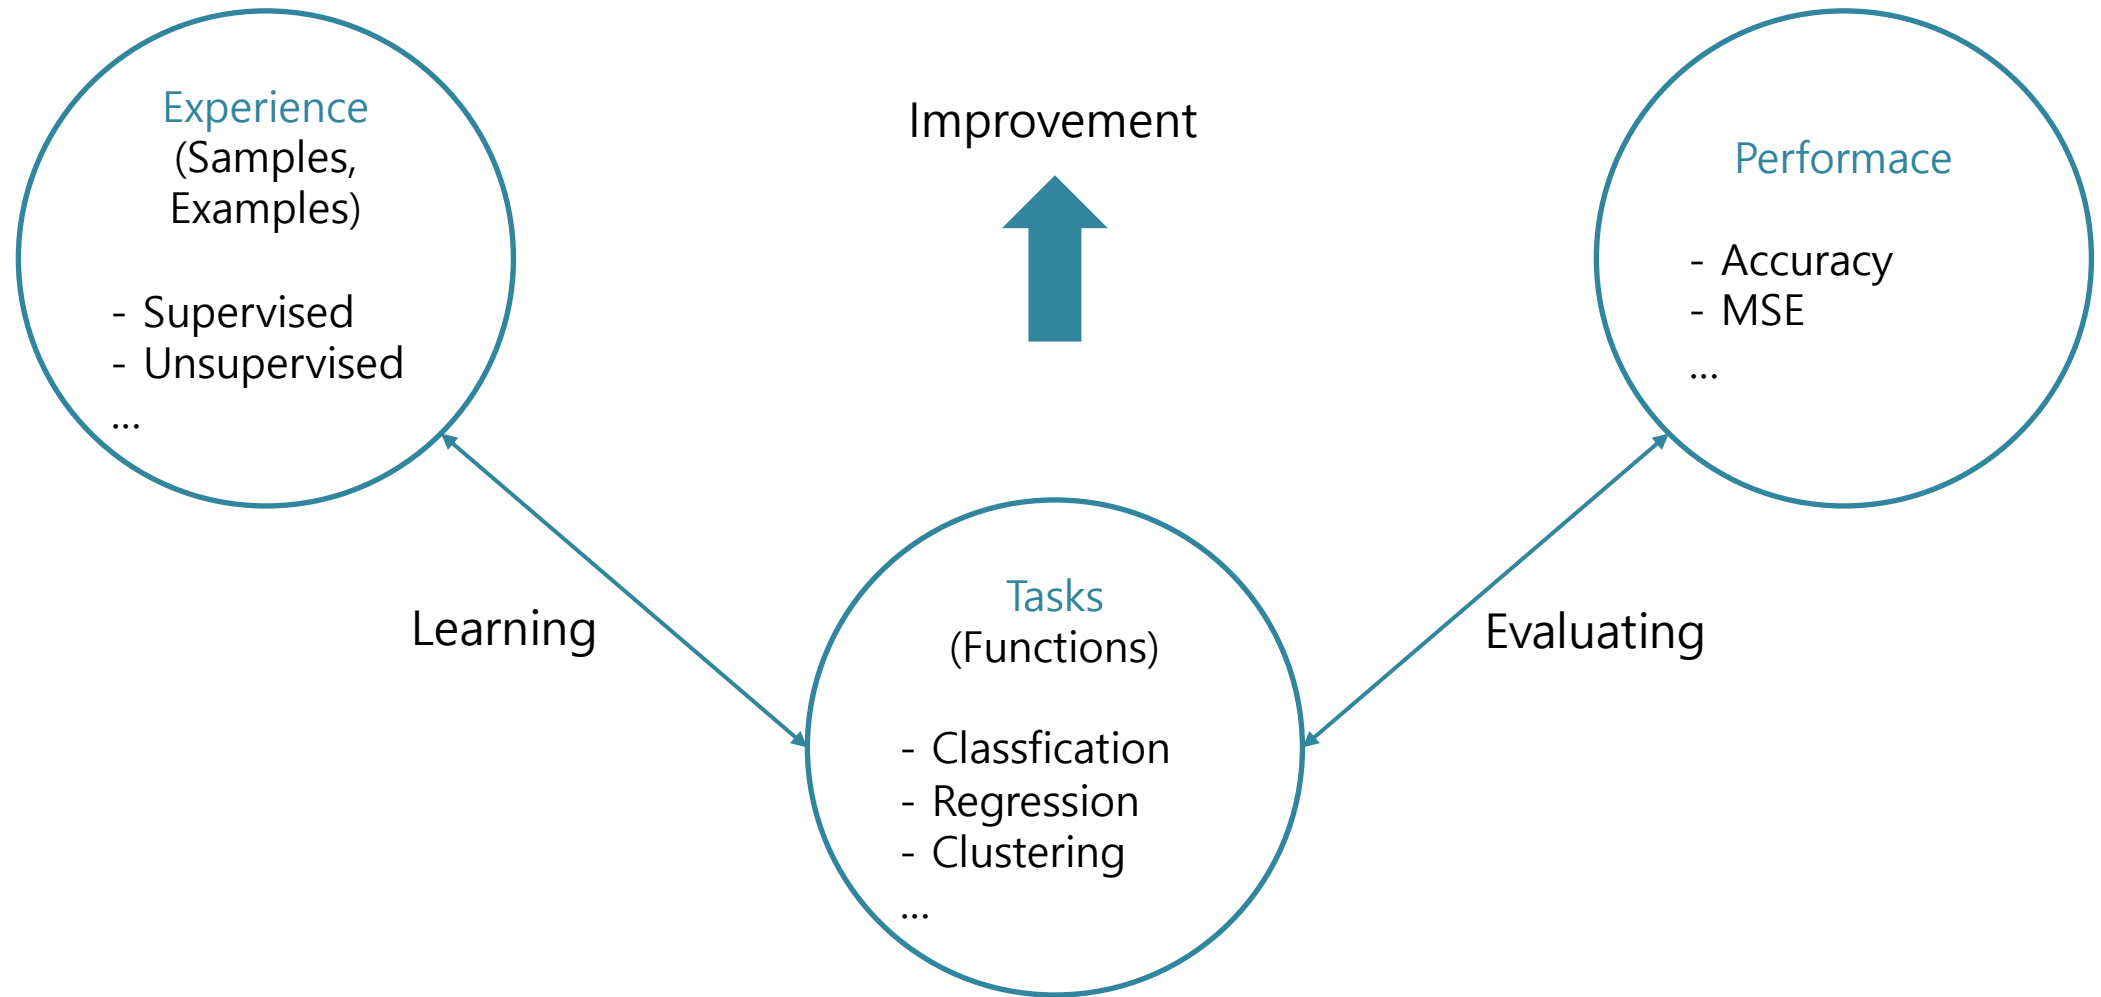 Experience
(Samples,
Examples)
- Supervised
- Unsupervised
...
Improvement
Performace
- Accuracy
- MSE
...
Learning
Tasks
(Functions)
- Classfication
- Regression
- Clustering
...
Evaluating